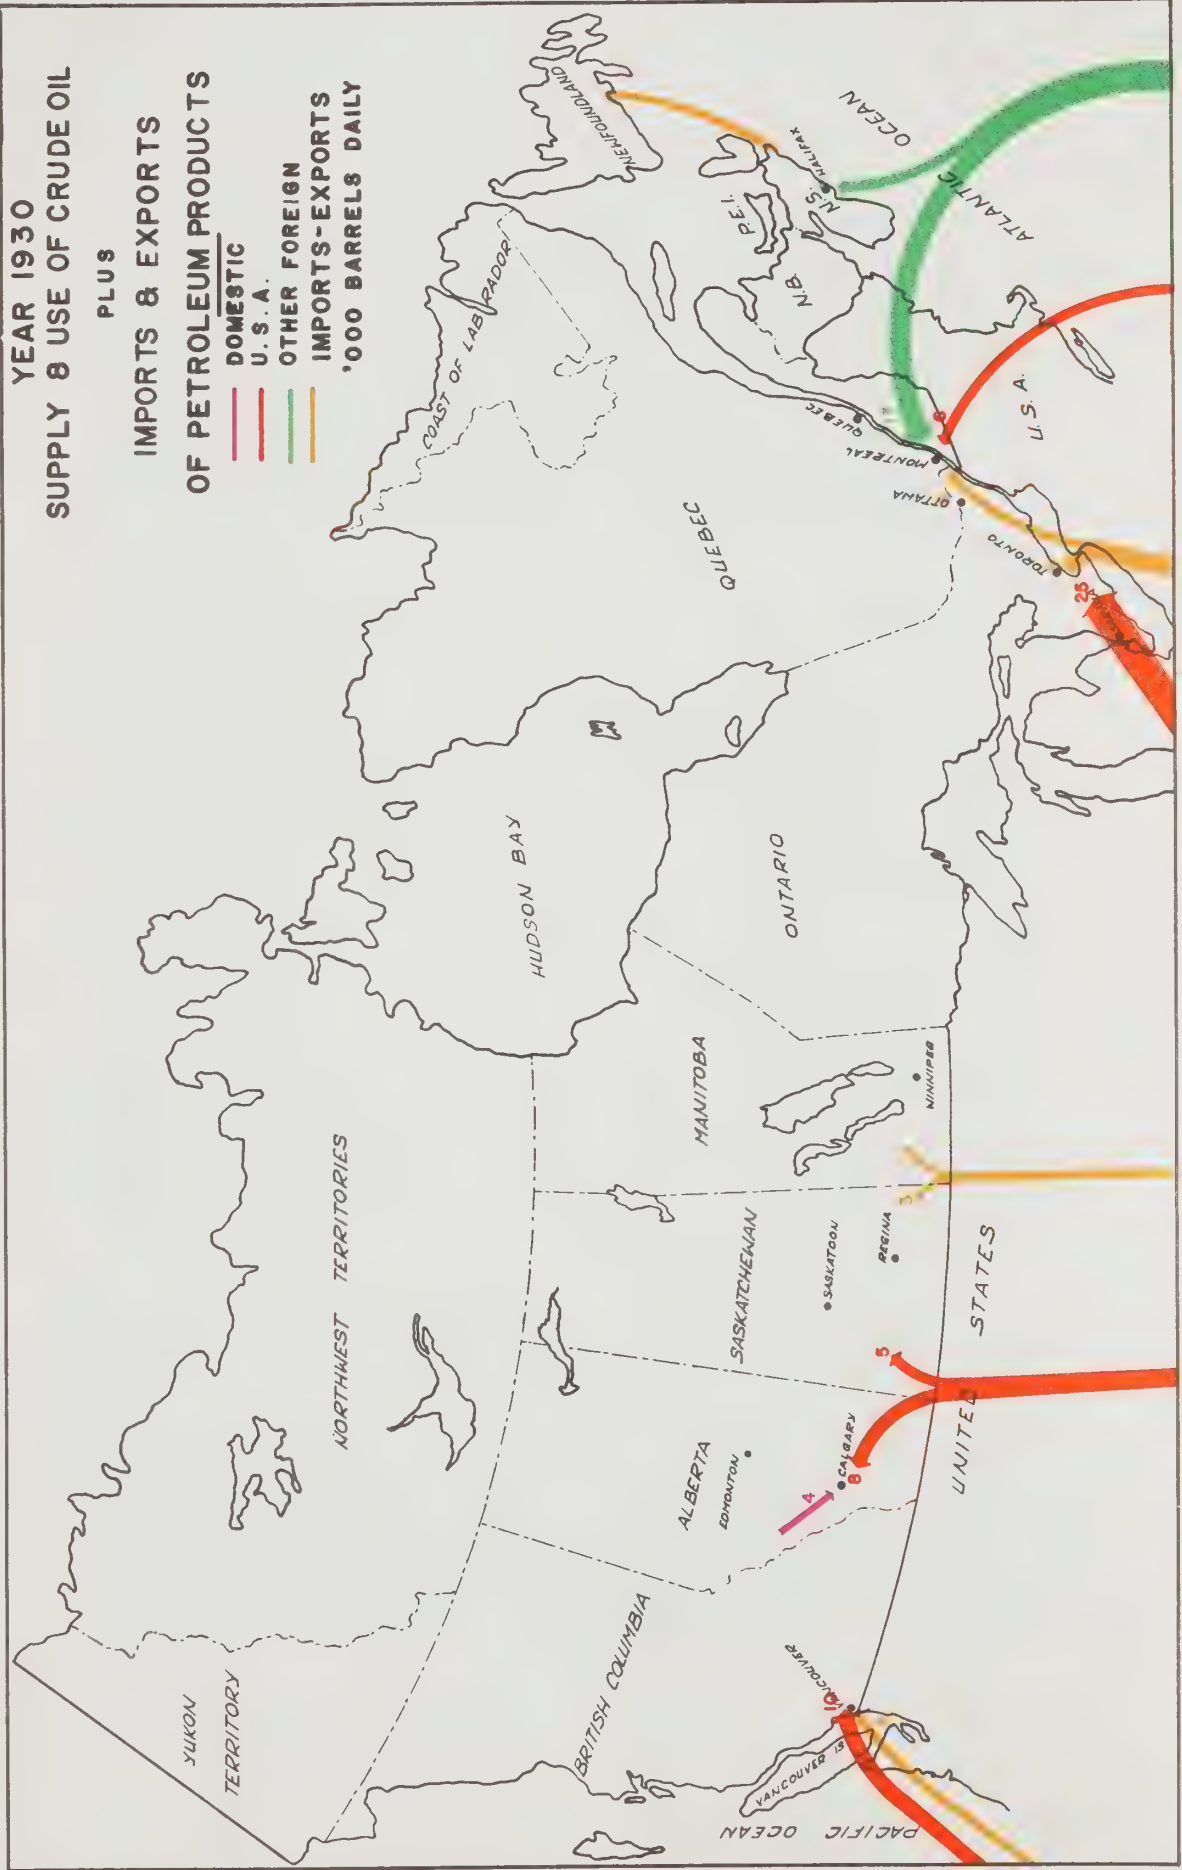 YEAR 1930
SUPPLY 8 USE OF CRUDE OIL
PLUS
IMPORTS & EXPORTS
OF PETROLEUM PRODUCTS
DOMESTIC
U.S.A.
OTHER FOREIGN
IMPORTS-EXPORTS
'000 BARRELS DAILY
YUKON
TERRITORY
NORTHWEST TERRITORIES
HUDSON BAY
COAST OF LABRADOR
NEWFOUNDLAND
BRITISH COLUMBIA
ALBERTA
EDMONTON
SASKATCHEWAN
SASKATOON
MANITOBA
ONTARIO
QUEBEC
P.E.I.
N.S.
HALIFAX
N.B.
QUEBEC
MONTREAL
OTTAWA
TORONTO
25
8
ATLANTIC
OCEAN
U.S.A.
PACIFIC OCEAN
VANCOUVER IS
VANCOUVER
10
4
CALGARY
8
5
REGINA
3
WINNIPEG
UNITED STATES